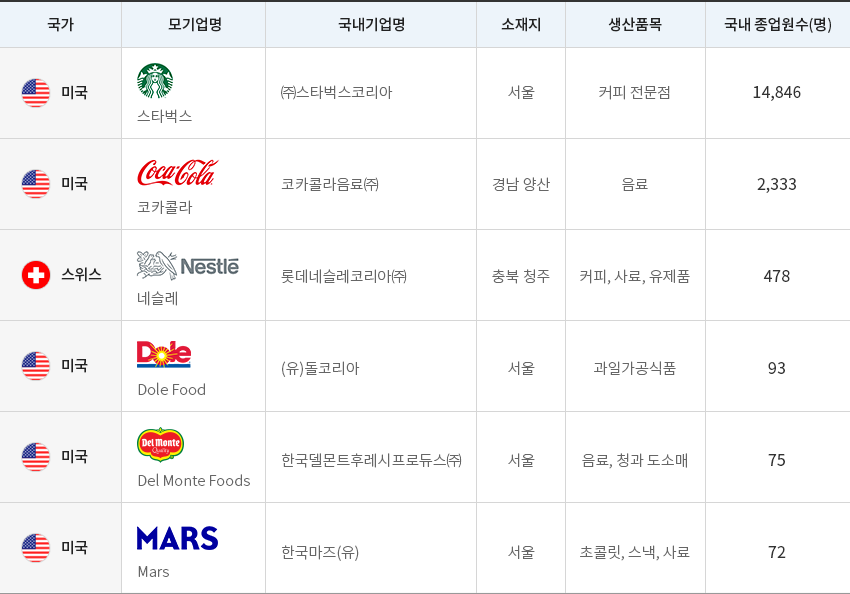 국가 모기업명 국내기업명 소재지 생산품목 국내 종업원수(명)
미국 스타벅스 ㈜스타벅스코리아 서울 커피 전문점 14,846
Coca-Cola
미국 코카콜라 코카콜라음료㈜ 경남 양산 음료 2,333
Nestlé
스위스 네슬레 롯데네슬레코리아㈜ 충북 청주 커피, 사료, 유제품 478
Dole
미국 Dole Food (유)돌코리아 서울 과일가공식품 93
Del Monte
Quality
미국 Del Monte Foods 한국델몬트후레시프로듀스㈜ 서울 음료, 청과 도소매 75
MARS
미국 Mars 한국마즈(유) 서울 초콜릿, 스낵, 사료 72